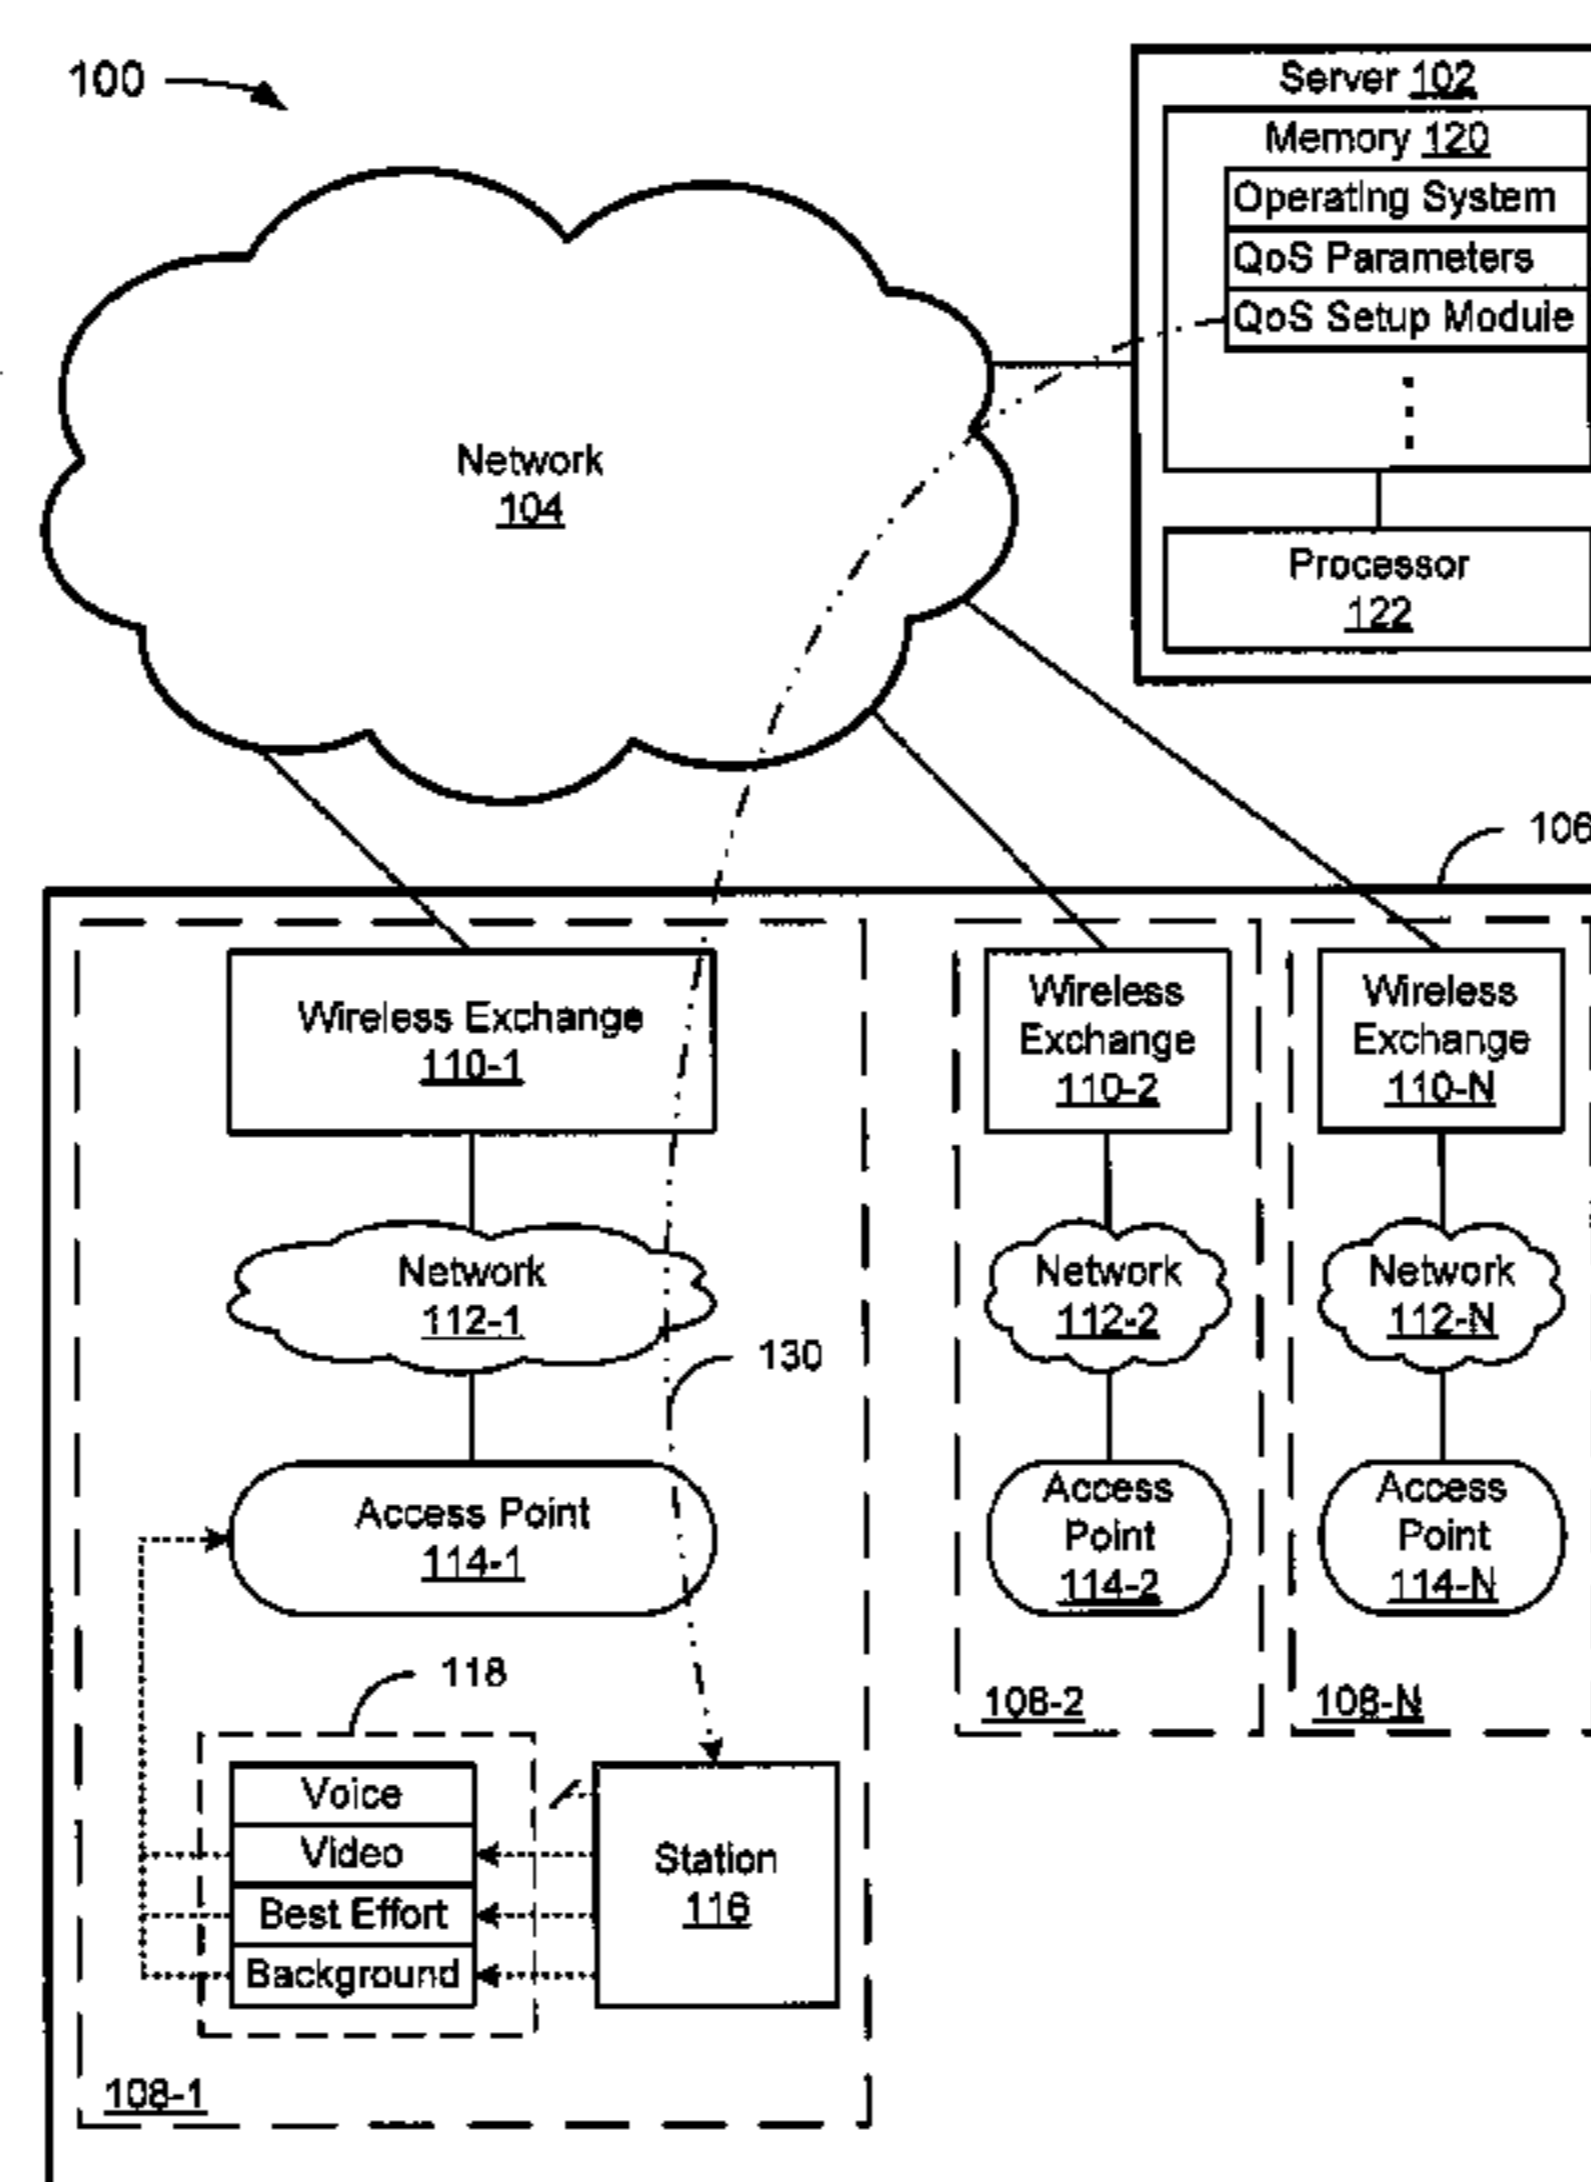 100
Server 102
Memory 120
Operating System
QoS Parameters
QoS Setup Module
Network
104
Processor
122
106
Wireless Exchange
110-1
Wireless
Exchange
110-2
Wireless
Exchange
110-N
Network
112-1
Network
112-2
Network
112-N
130
Access Point
114-1
Access
Point
114-2
Access
Point
114-N
118
108-2
108-N
Voice
Video
Best Effort
Background
Station
116
108-1